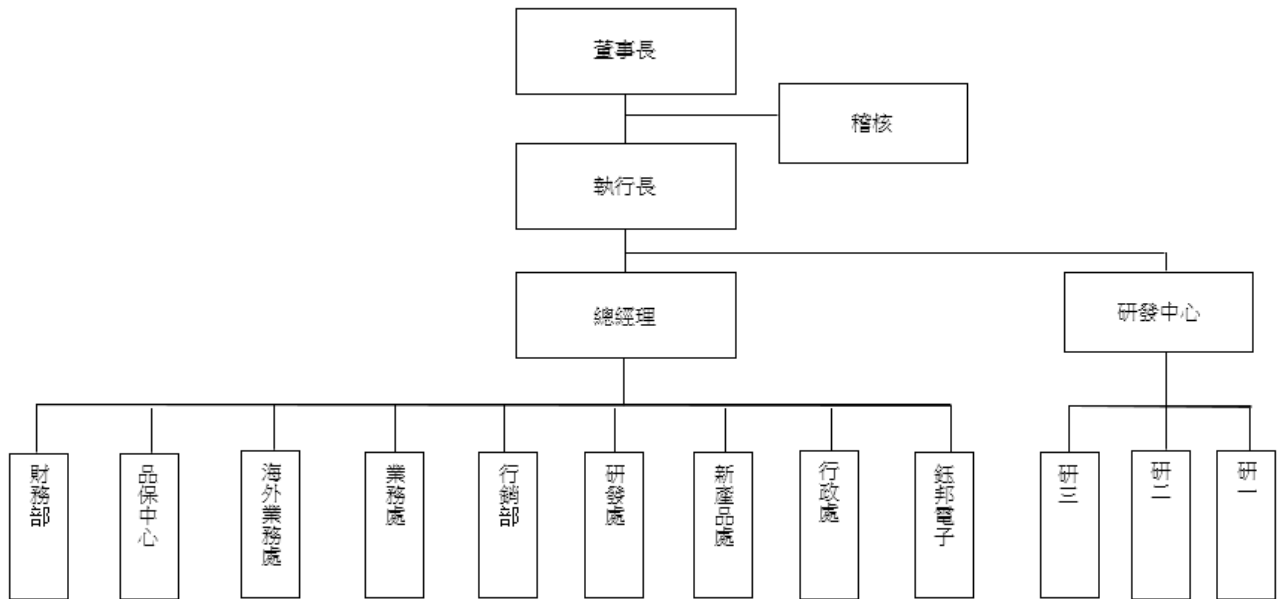 董事長
稽核
執行長
總經理
研發中心
財務部
品保中心
海外業務處
業務處
行銷部
研發處
新產品處
行政處
鈺邦電子
研三
研二
研一